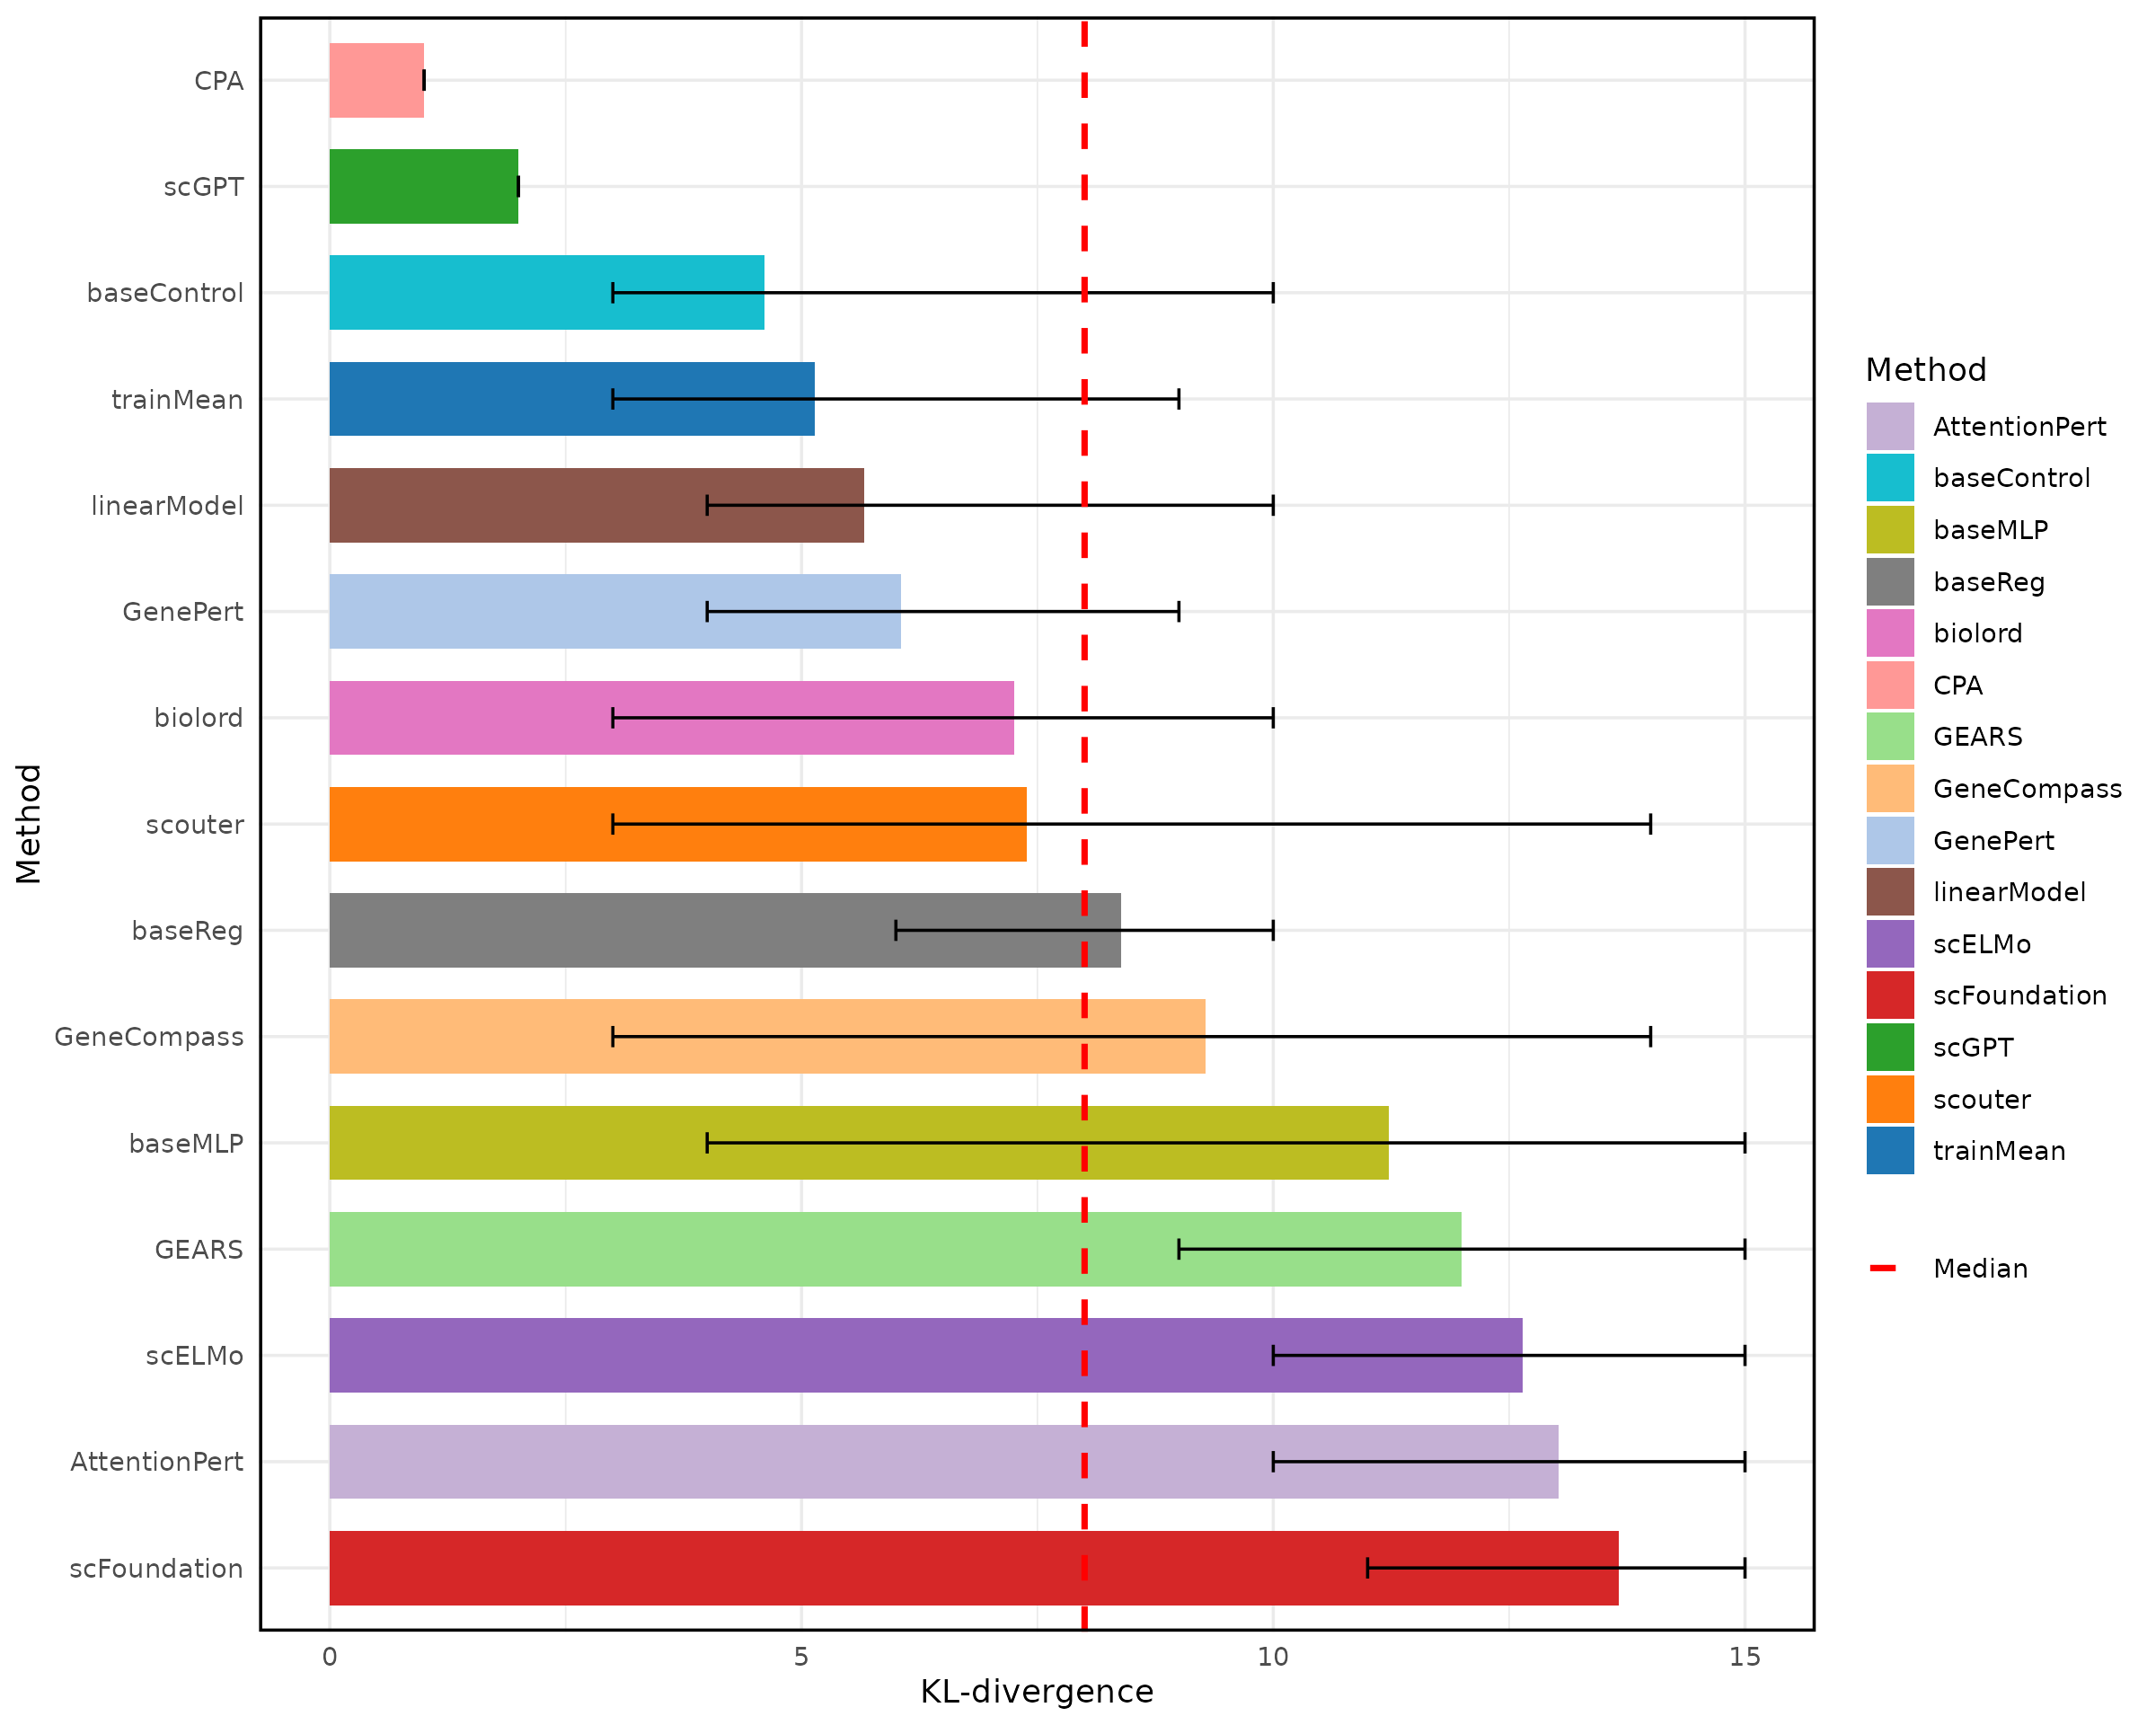 CPA
scGPT
baseControl
trainMean
linearModel
GenePert
biolord
scouter
baseReg
GeneCompass
baseMLP
GEARS
scELMo
AttentionPert
scFoundation
Method
0 5 10 15
KL-divergence
Method
AttentionPert
baseControl
baseMLP
baseReg
biolord
CPA
GEARS
GeneCompass
GenePert
linearModel
scELMo
scFoundation
scGPT
scouter
trainMean
Median